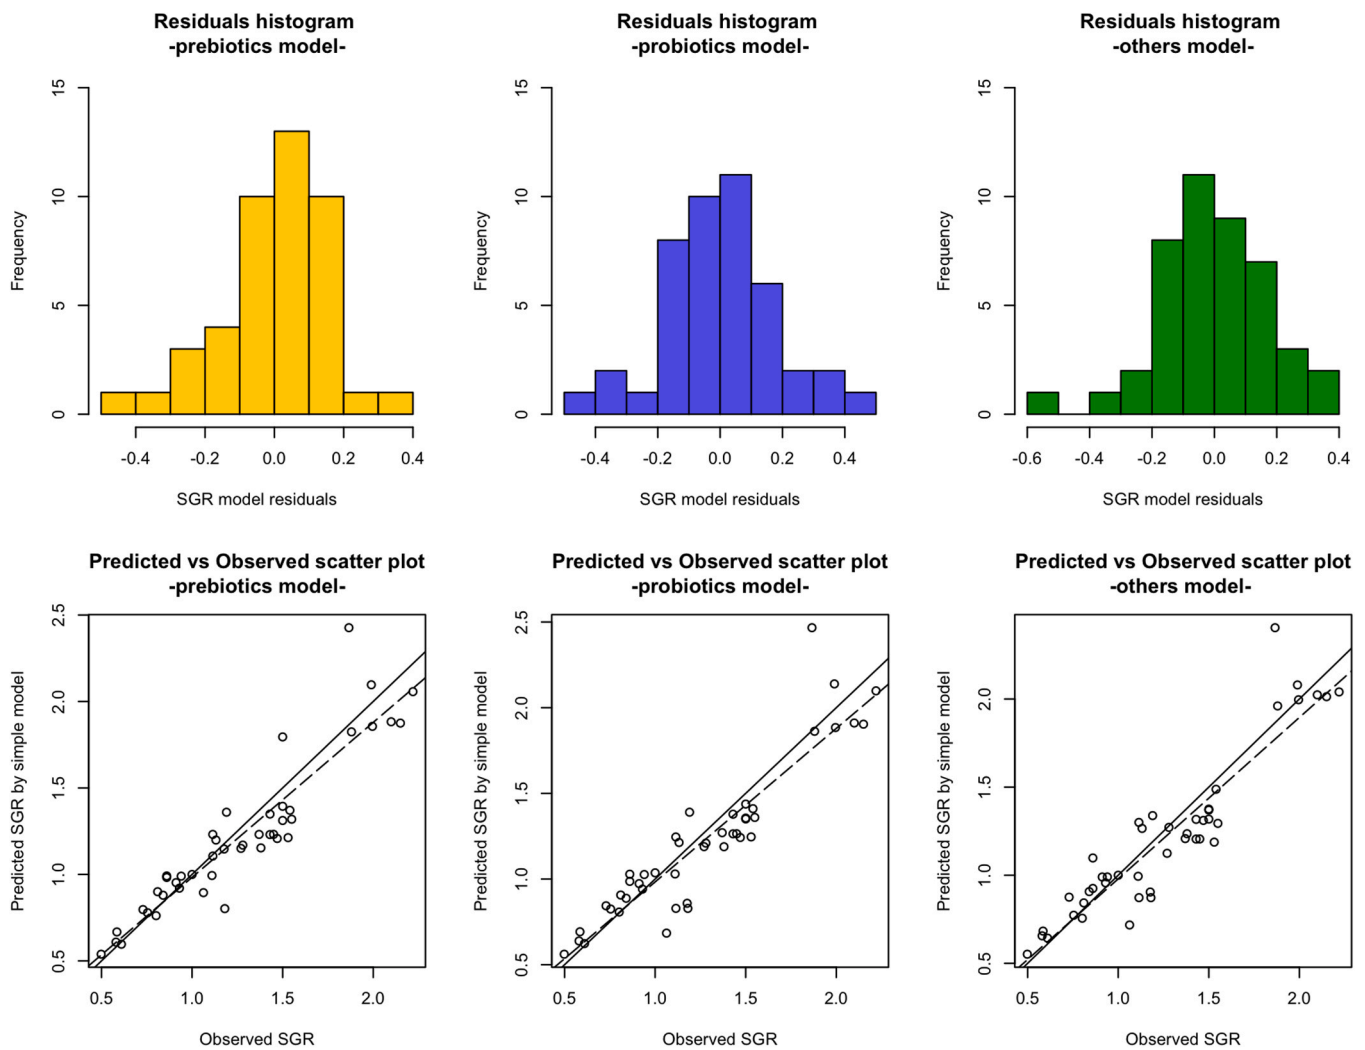 Residuals histogram
-prebiotics model-
15
10
5
0
Frequency
-0.4 -0.2 0.0 0.2 0.4
SGR model residuals
Residuals histogram
-probiotics model-
15
10
5
0
Frequency
-0.4 -0.2 0.0 0.2 0.4
SGR model residuals
Residuals histogram
-others model-
15
10
5
0
Frequency
-0.6 -0.4 -0.2 0.0 0.2 0.4
SGR model residuals
Predicted vs Observed scatter plot
-prebiotics model-
2.5
2.0
1.5
1.0
0.5
Predicted SGR by simple model
0.5 1.0 1.5 2.0
Observed SGR
Predicted vs Observed scatter plot
-probiotics model-
2.5
2.0
1.5
1.0
0.5
Predicted SGR by simple model
0.5 1.0 1.5 2.0
Observed SGR
Predicted vs Observed scatter plot
-others model-
2.0
1.5
1.0
0.5
Predicted SGR by simple model
0.5 1.0 1.5 2.0
Observed SGR